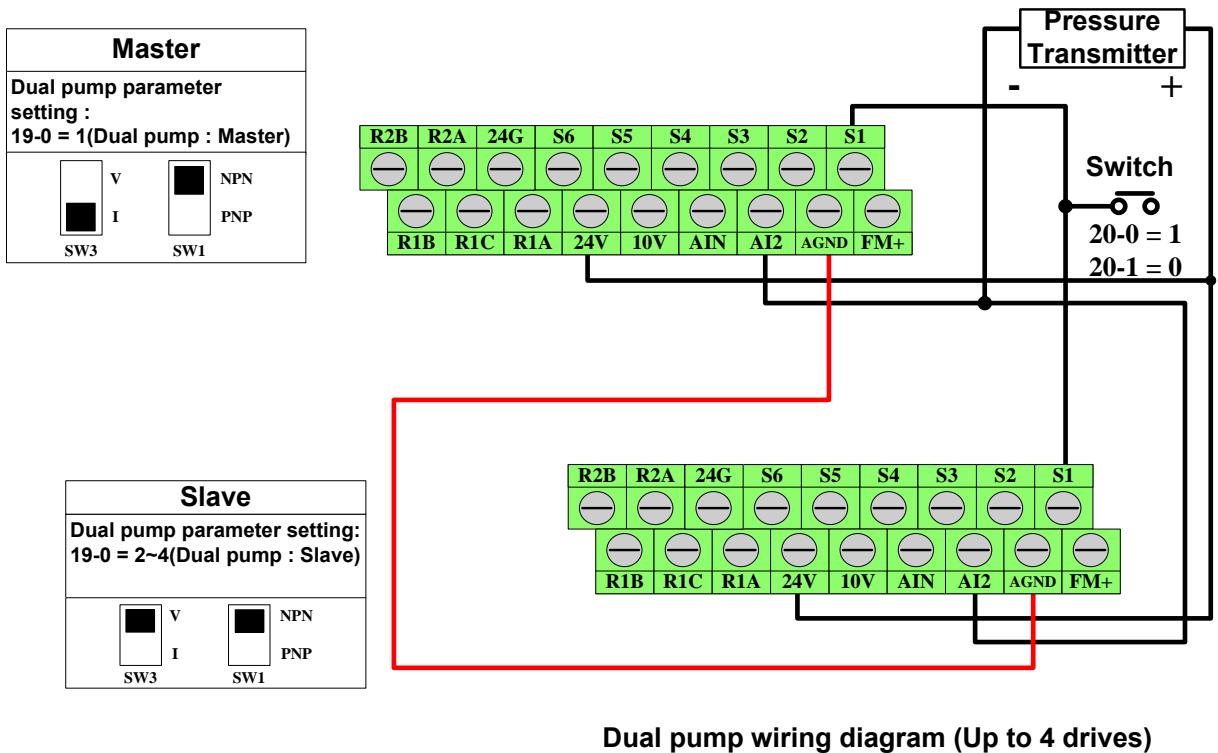 Master
Dual pump parameter
setting :
19-0 = 1(Dual pump : Master)
V
NPN
I
PNP
SW3
SW1
Pressure
Transmitter
-
+
R2B R2A 24G S6 S5 S4 S3 S2 S1
R1B R1C R1A 24V 10V AIN AI2 AGND FM+
Switch
20-0 = 1
20-1 = 0
Slave
Dual pump parameter setting:
19-0 = 2~4(Dual pump : Slave)
V
NPN
I
PNP
SW3
SW1
R2B R2A 24G S6 S5 S4 S3 S2 S1
R1B R1C R1A 24V 10V AIN AI2 AGND FM+
Dual pump wiring diagram (Up to 4 drives)